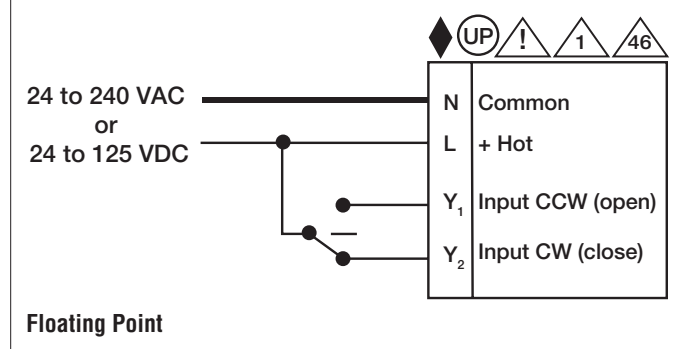 UP ! 1 46
24 to 240 VAC
or
24 to 125 VDC
N Common
L + Hot
Y₁ Input CCW (open)
Y₂ Input CW (close)
Floating Point